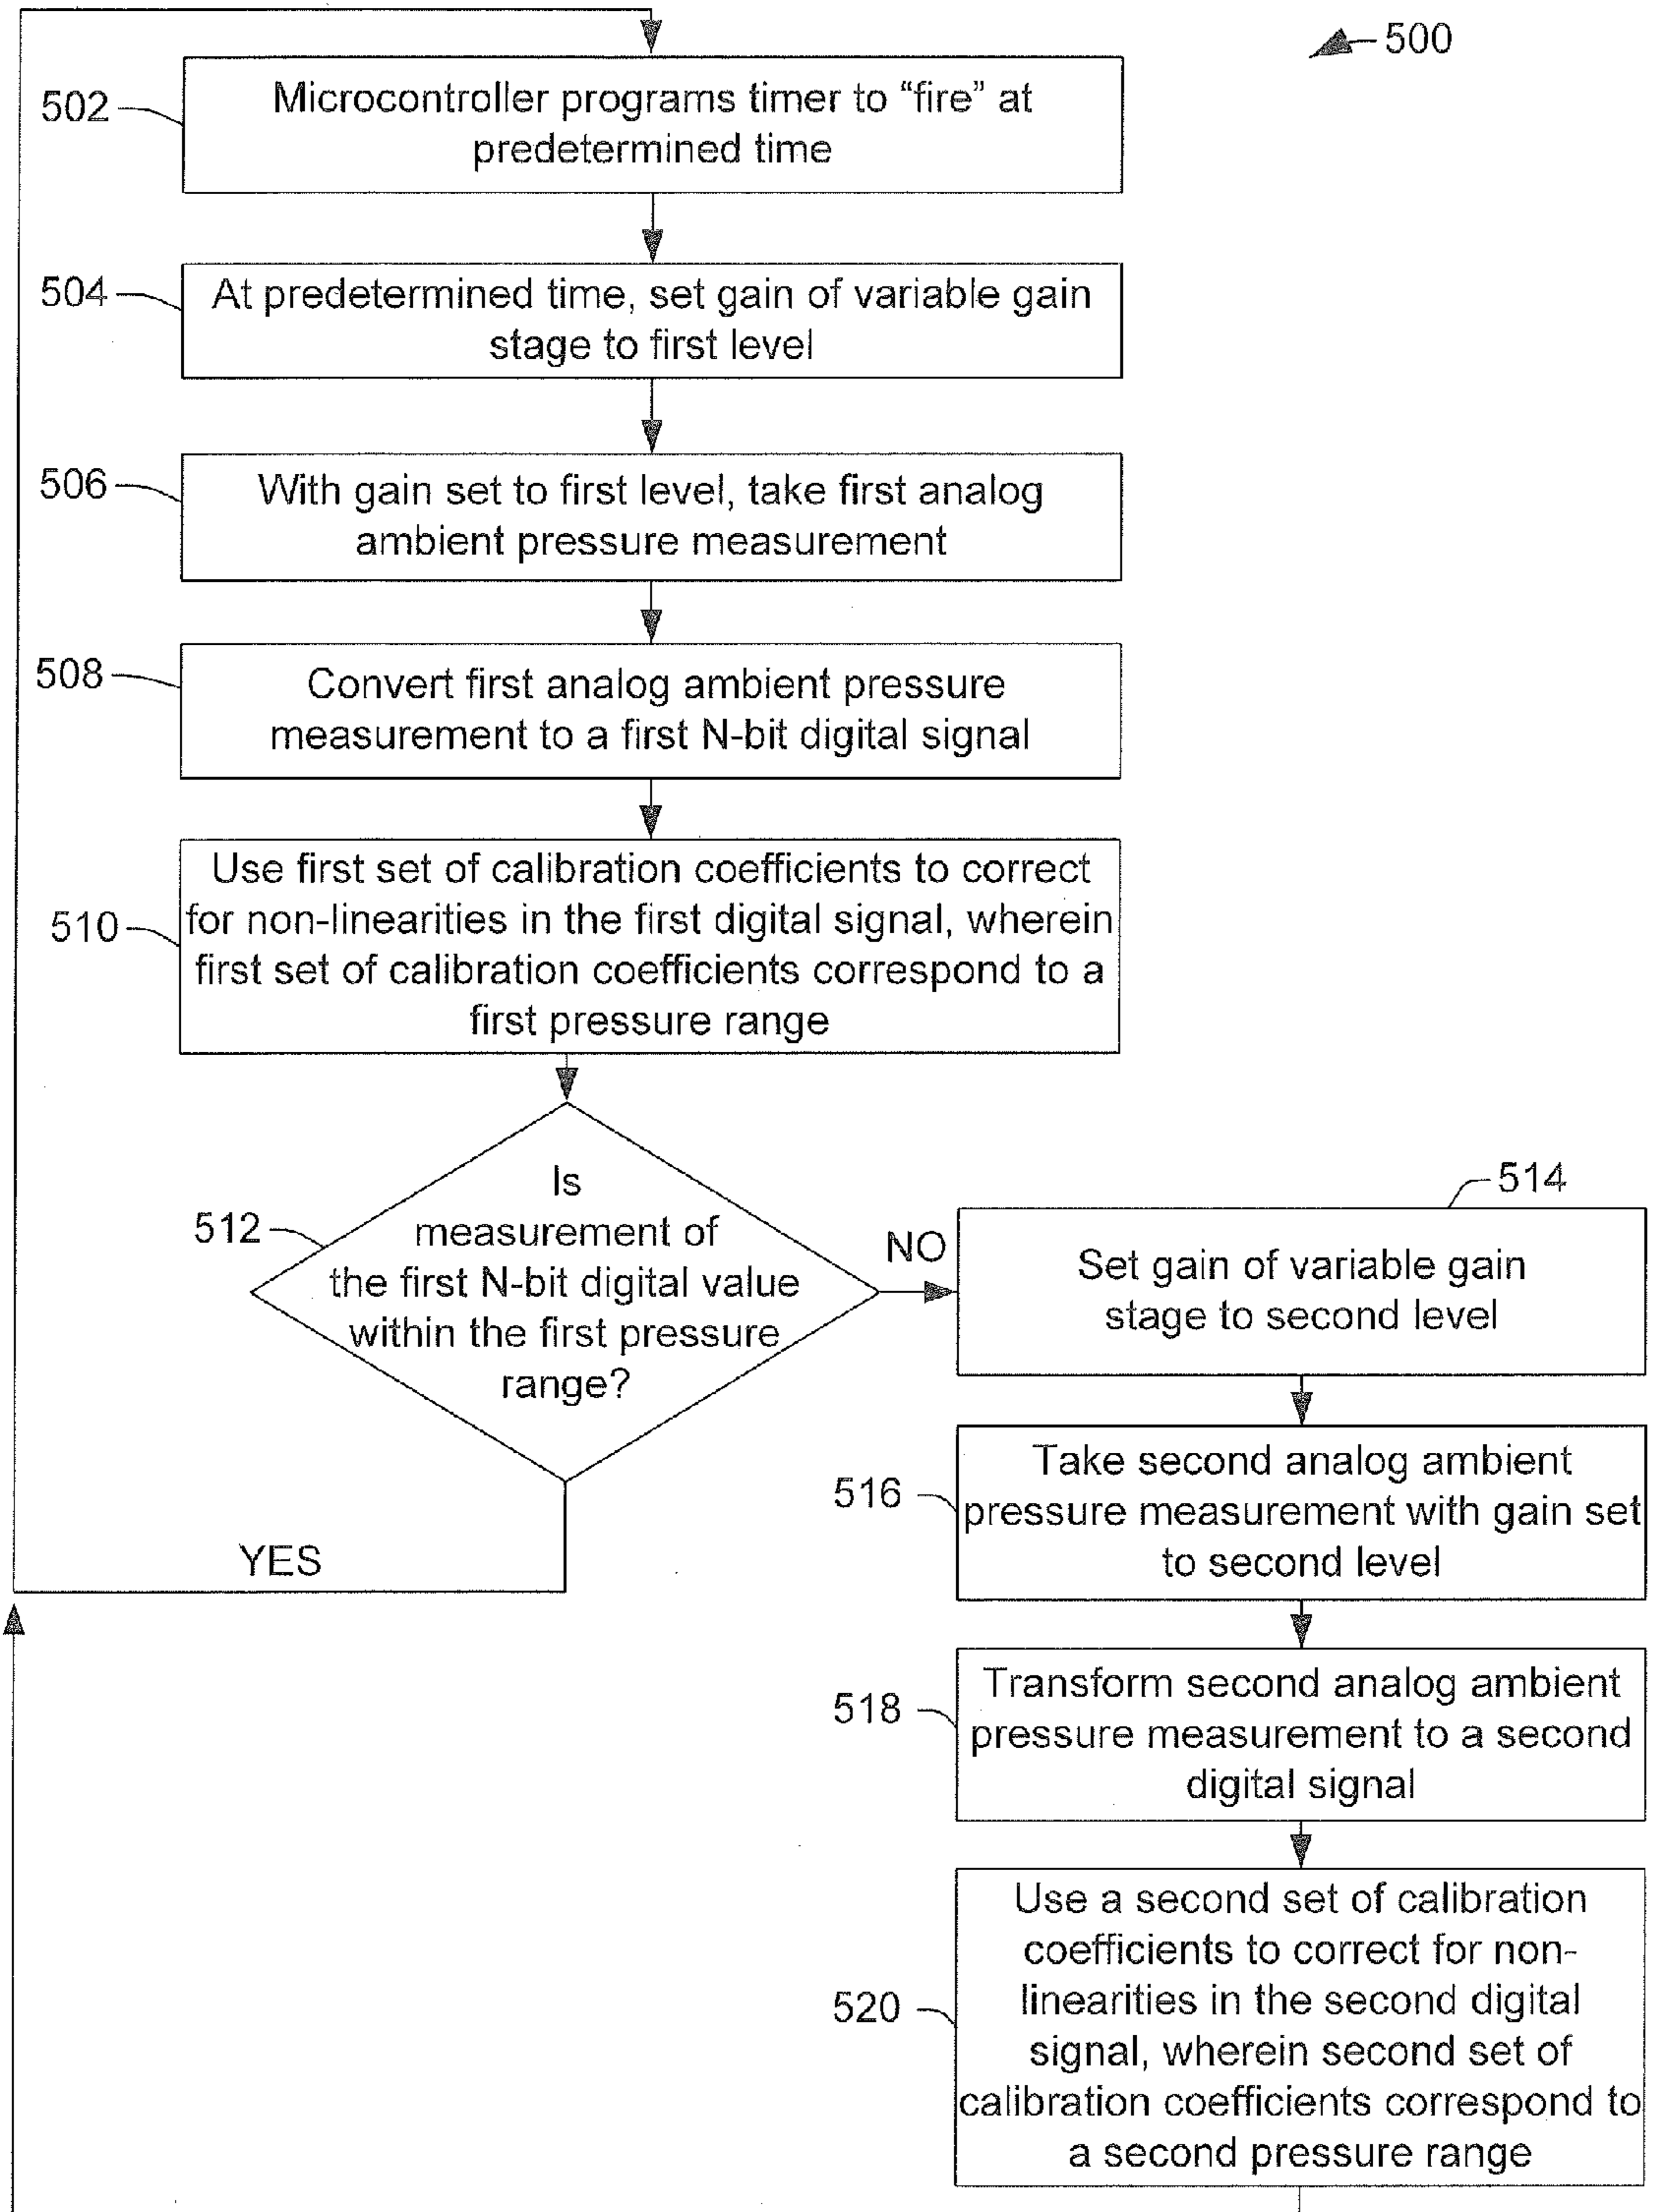 500
502
Microcontroller programs timer to “fire” at
predetermined time
504
At predetermined time, set gain of variable gain
stage to first level
506
With gain set to first level, take first analog
ambient pressure measurement
508
Convert first analog ambient pressure
measurement to a first N-bit digital signal
510
Use first set of calibration coefficients to correct
for non-linearities in the first digital signal, wherein
first set of calibration coefficients correspond to a
first pressure range
512
Is
measurement of
the first N-bit digital value
within the first pressure
range?
NO
YES
514
Set gain of variable gain
stage to second level
516
Take second analog ambient
pressure measurement with gain set
to second level
518
Transform second analog ambient
pressure measurement to a second
digital signal
520
Use a second set of calibration
coefficients to correct for non-
linearities in the second digital
signal, wherein second set of
calibration coefficients correspond to
a second pressure range